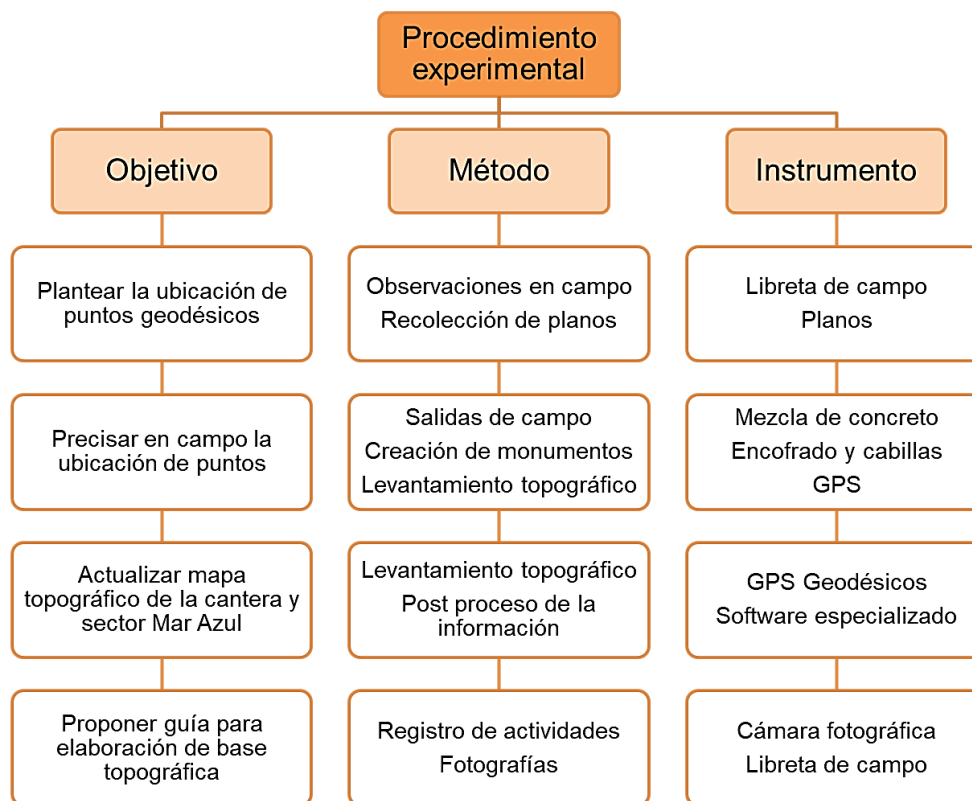 Procedimiento
experimental
Objetivo
Método
Instrumento
Plantear la ubicación de
puntos geodésicos
Observaciones en campo
Recolección de planos
Libreta de campo
Planos
Precisar en campo la
ubicación de puntos
Salidas de campo
Creación de monumentos
Levantamiento topográfico
Mezcla de concreto
Encofrado y cabillas
GPS
Actualizar mapa
topográfico de la cantera y
sector Mar Azul
Levantamiento topográfico
Post proceso de la
información
GPS Geodésicos
Software especializado
Proponer guía para
elaboración de base
topográfica
Registro de actividades
Fotografías
Cámara fotográfica
Libreta de campo